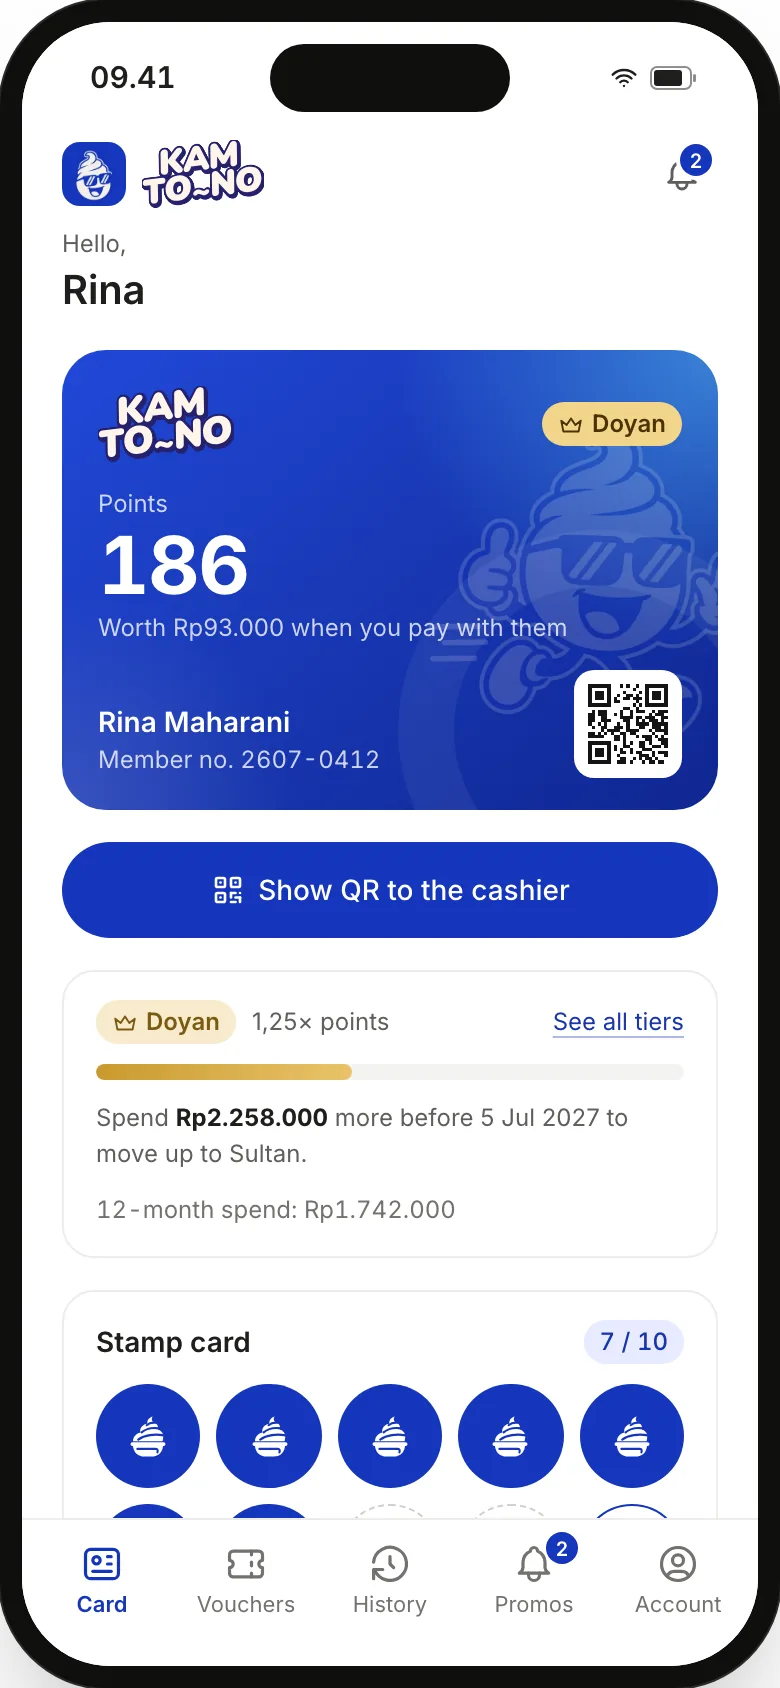 09.41
KAM
TO~NO
2
Hello,
Rina
KAM
TO~NO
Doyan
Points
186
Worth Rp93.000 when you pay with them
Rina Maharani
Member no. 2607-0412
Show QR to the cashier
Doyan 1,25× points See all tiers
Spend Rp2.258.000 more before 5 Jul 2027 to
move up to Sultan.
12-month spend: Rp1.742.000
Stamp card 7 / 10
2
Card Vouchers History Promos Account